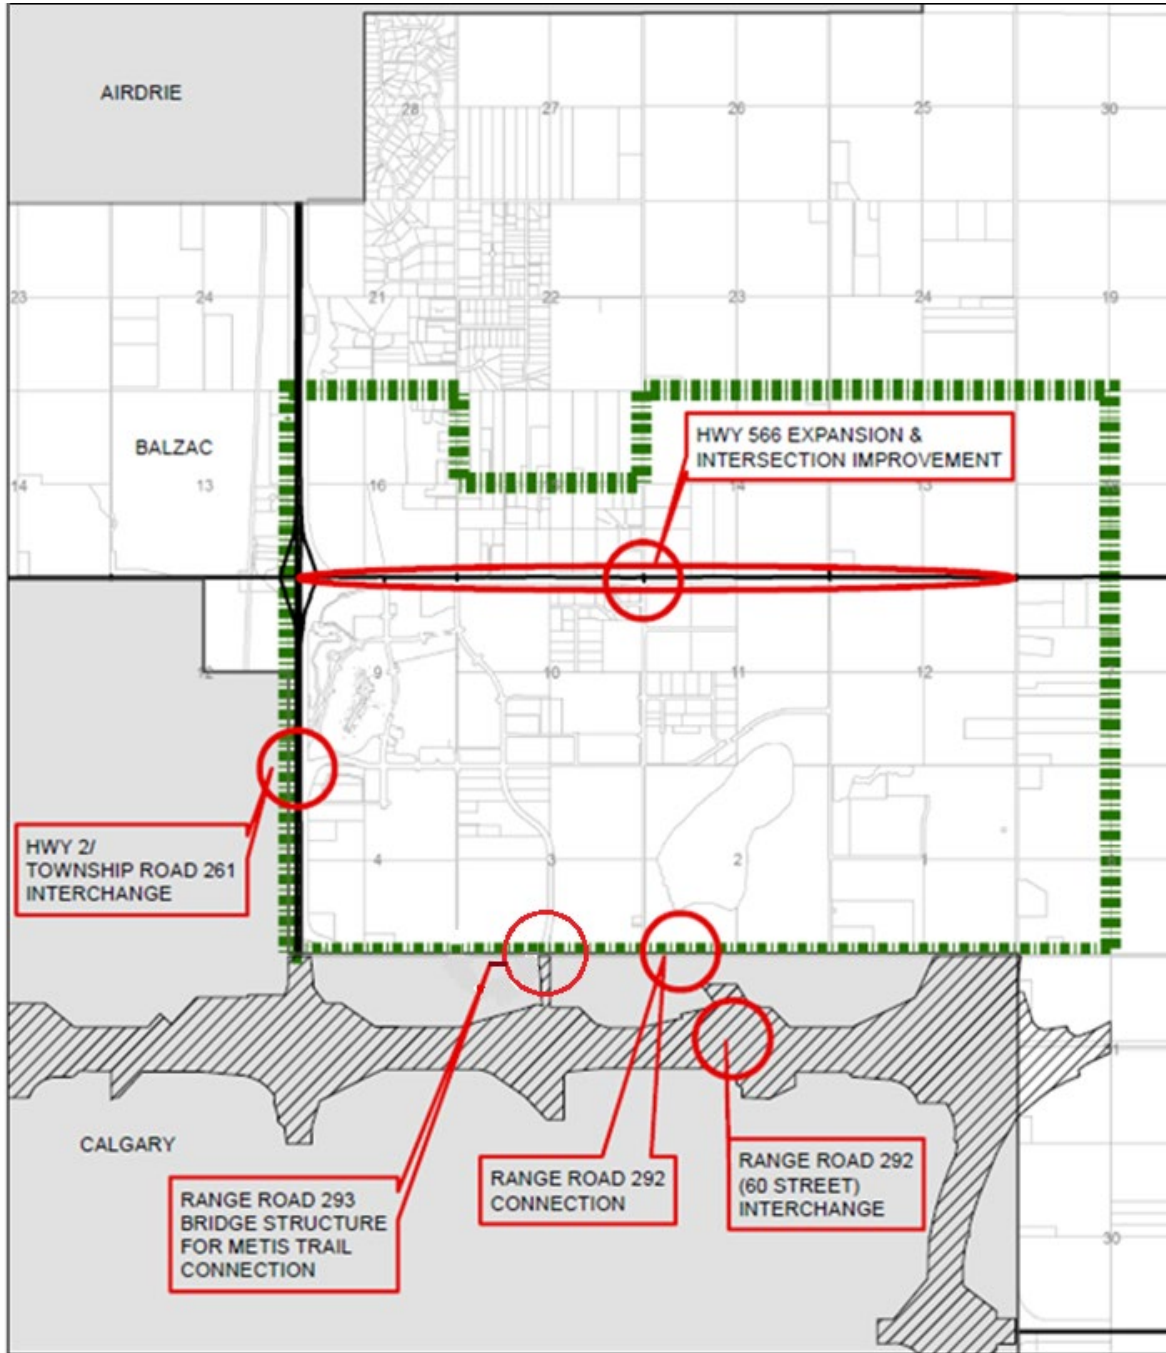 AIRDRIE
28
27
26
25
30
23
24
21
22
23
24
19
BALZAC
HWY 566 EXPANSION &
INTERSECTION IMPROVEMENT
14
13
16
14
13
12
9
10
11
12
HWY 2/
TOWNSHIP ROAD 261
INTERCHANGE
4
3
2
1
31
CALGARY
RANGE ROAD 293
BRIDGE STRUCTURE
FOR METIS TRAIL
CONNECTION
RANGE ROAD 292
CONNECTION
RANGE ROAD 292
(60 STREET)
INTERCHANGE
30